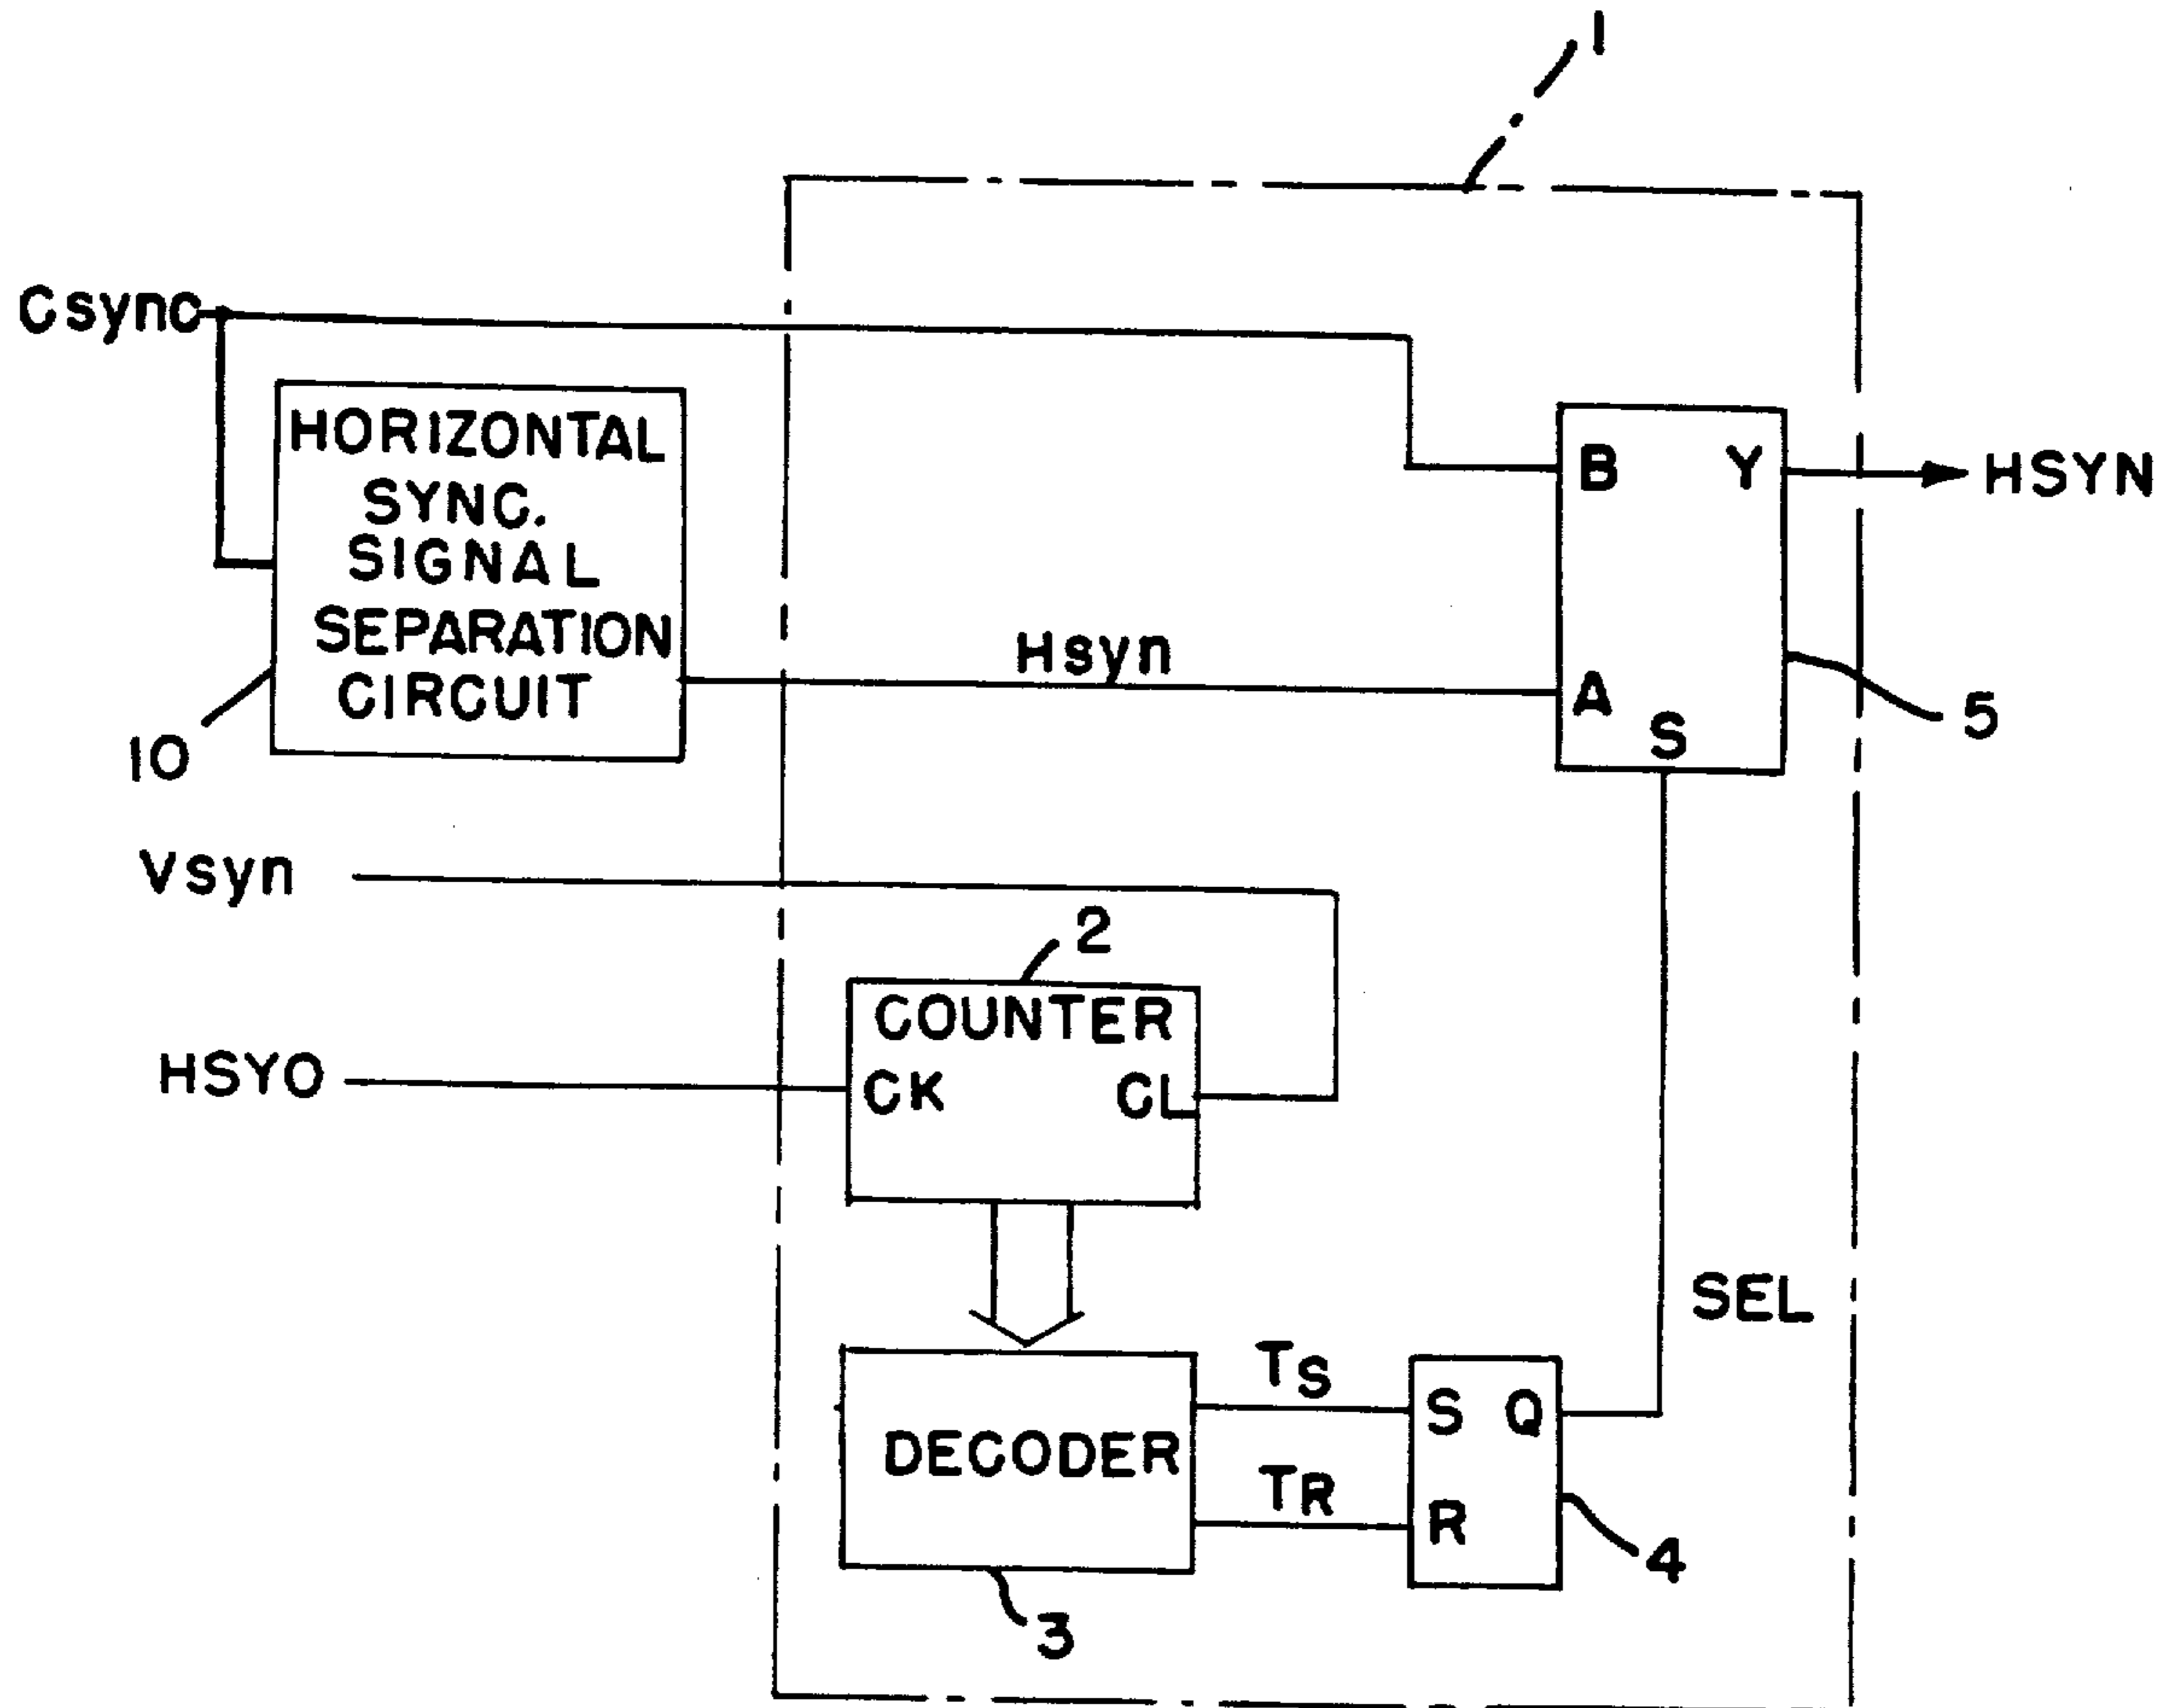 1
Csync
HORIZONTAL
SYNC.
SIGNAL
SEPARATION
CIRCUIT
10
B Y
HSYN
Hsyn
A
S
5
Vsyn
2
COUNTER
CK CL
HSYO
SEL
DECODER
TS
TR
S Q
R
4
3